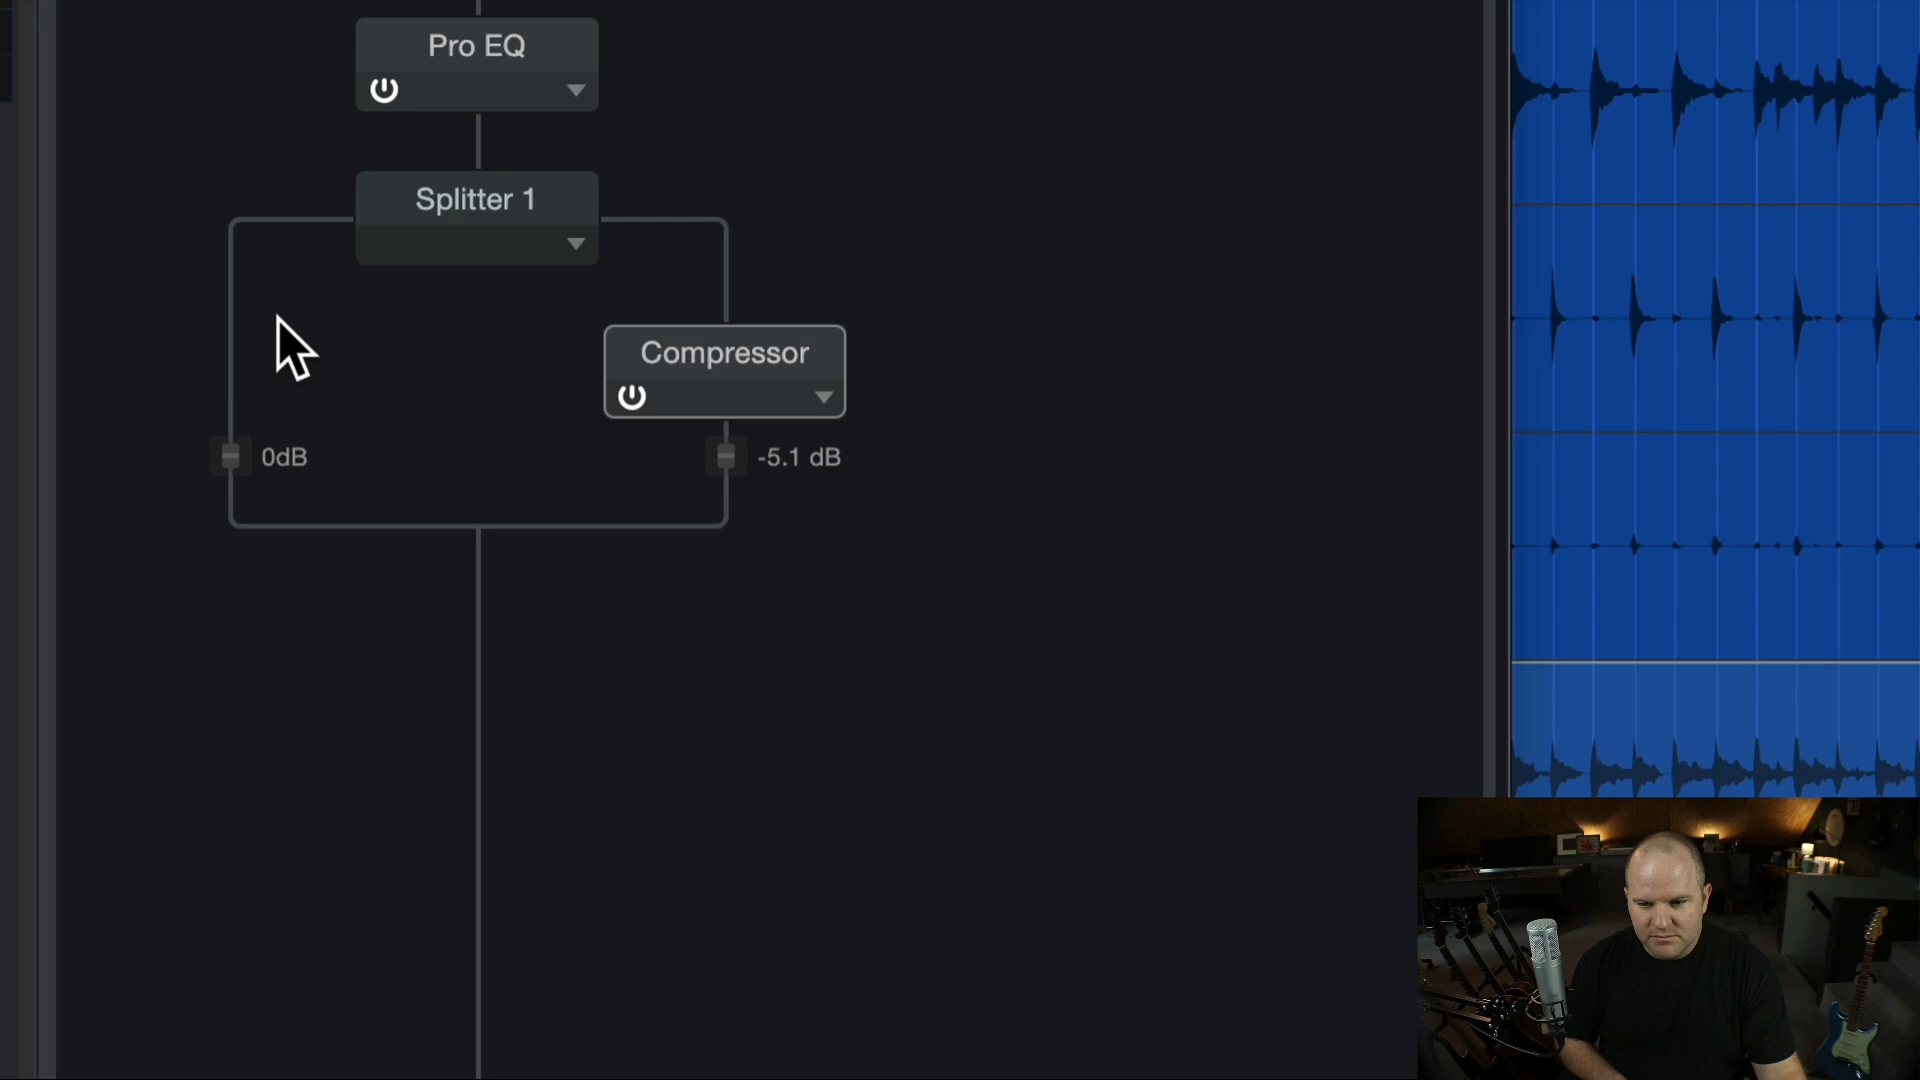 Pro EQ
Splitter 1
Compressor
0dB
-5.1 dB